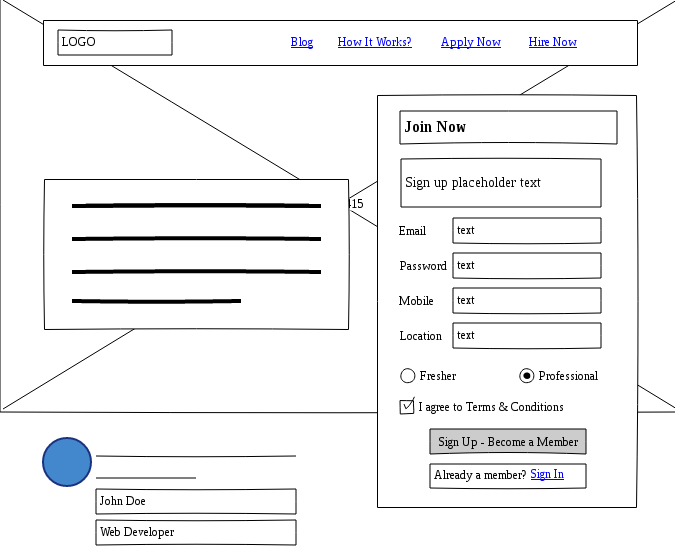 LOGO
Blog How It Works? Apply Now Hire Now
Join Now
Sign up placeholder text
Email text
Password text
Mobile text
Location text
Fresher Professional
I agree to Terms & Conditions
Sign Up - Become a Member
Already a member? Sign In
John Doe
Web Developer